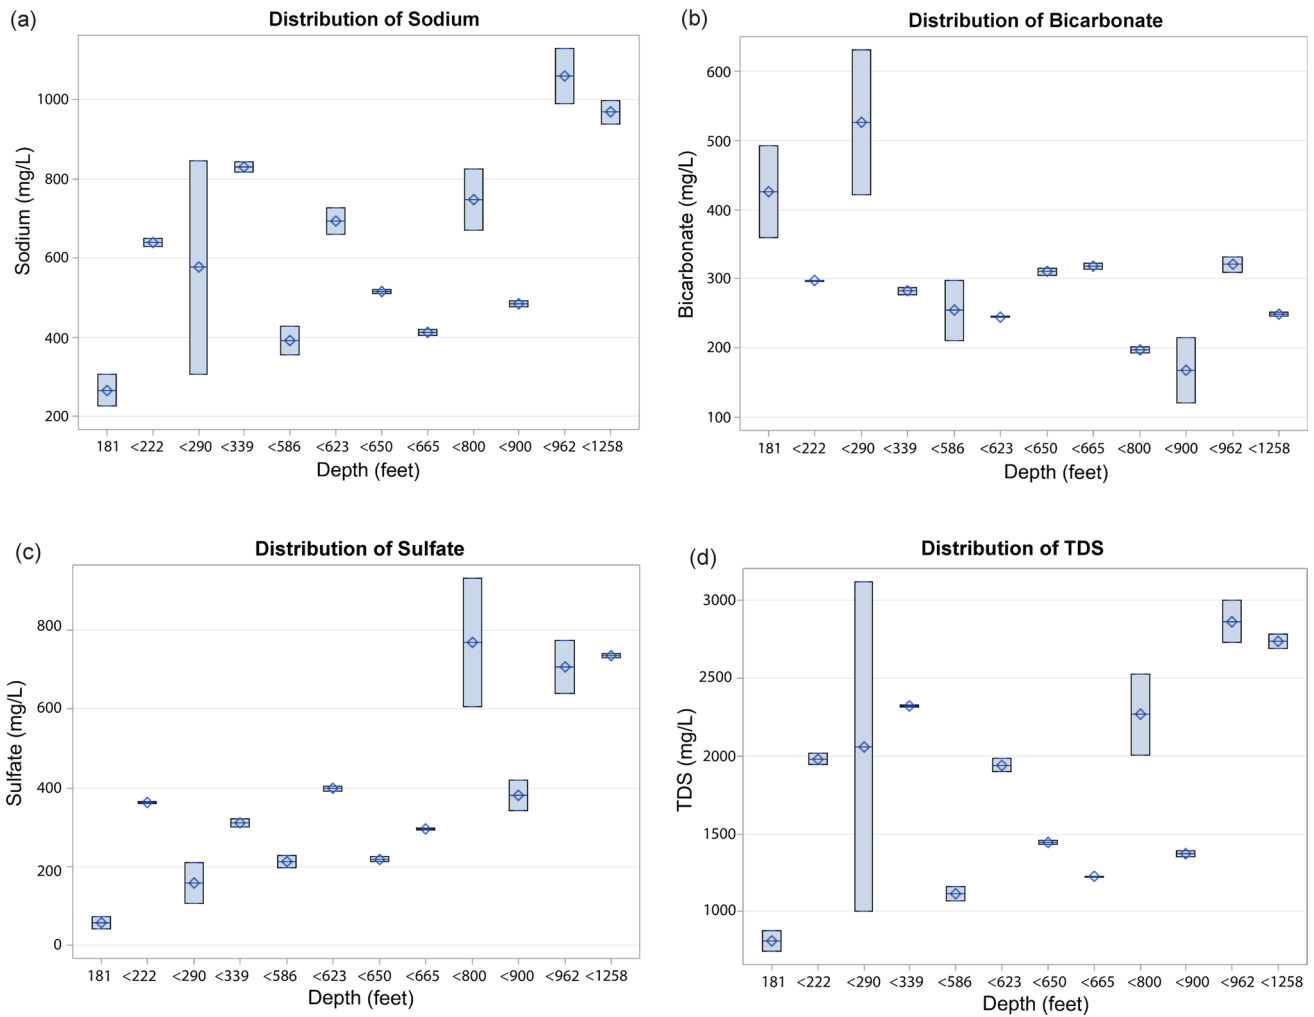 (a)
Distribution of Sodium
Sodium (mg/L)
1000
800
600
400
200
181 <222 <290 <339 <586 <623 <650 <665 <800 <900 <962 <1258
Depth (feet)
(b)
Distribution of Bicarbonate
Bicarbonate (mg/L)
600
500
400
300
200
100
181 <222 <290 <339 <586 <623 <650 <665 <800 <900 <962 <1258
Depth (feet)
(c)
Distribution of Sulfate
Sulfate (mg/L)
800
600
400
200
0
181 <222 <290 <339 <586 <623 <650 <665 <800 <900 <962 <1258
Depth (feet)
(d)
Distribution of TDS
TDS (mg/L)
3000
2500
2000
1500
1000
181 <222 <290 <339 <586 <623 <650 <665 <800 <900 <962 <1258
Depth (feet)